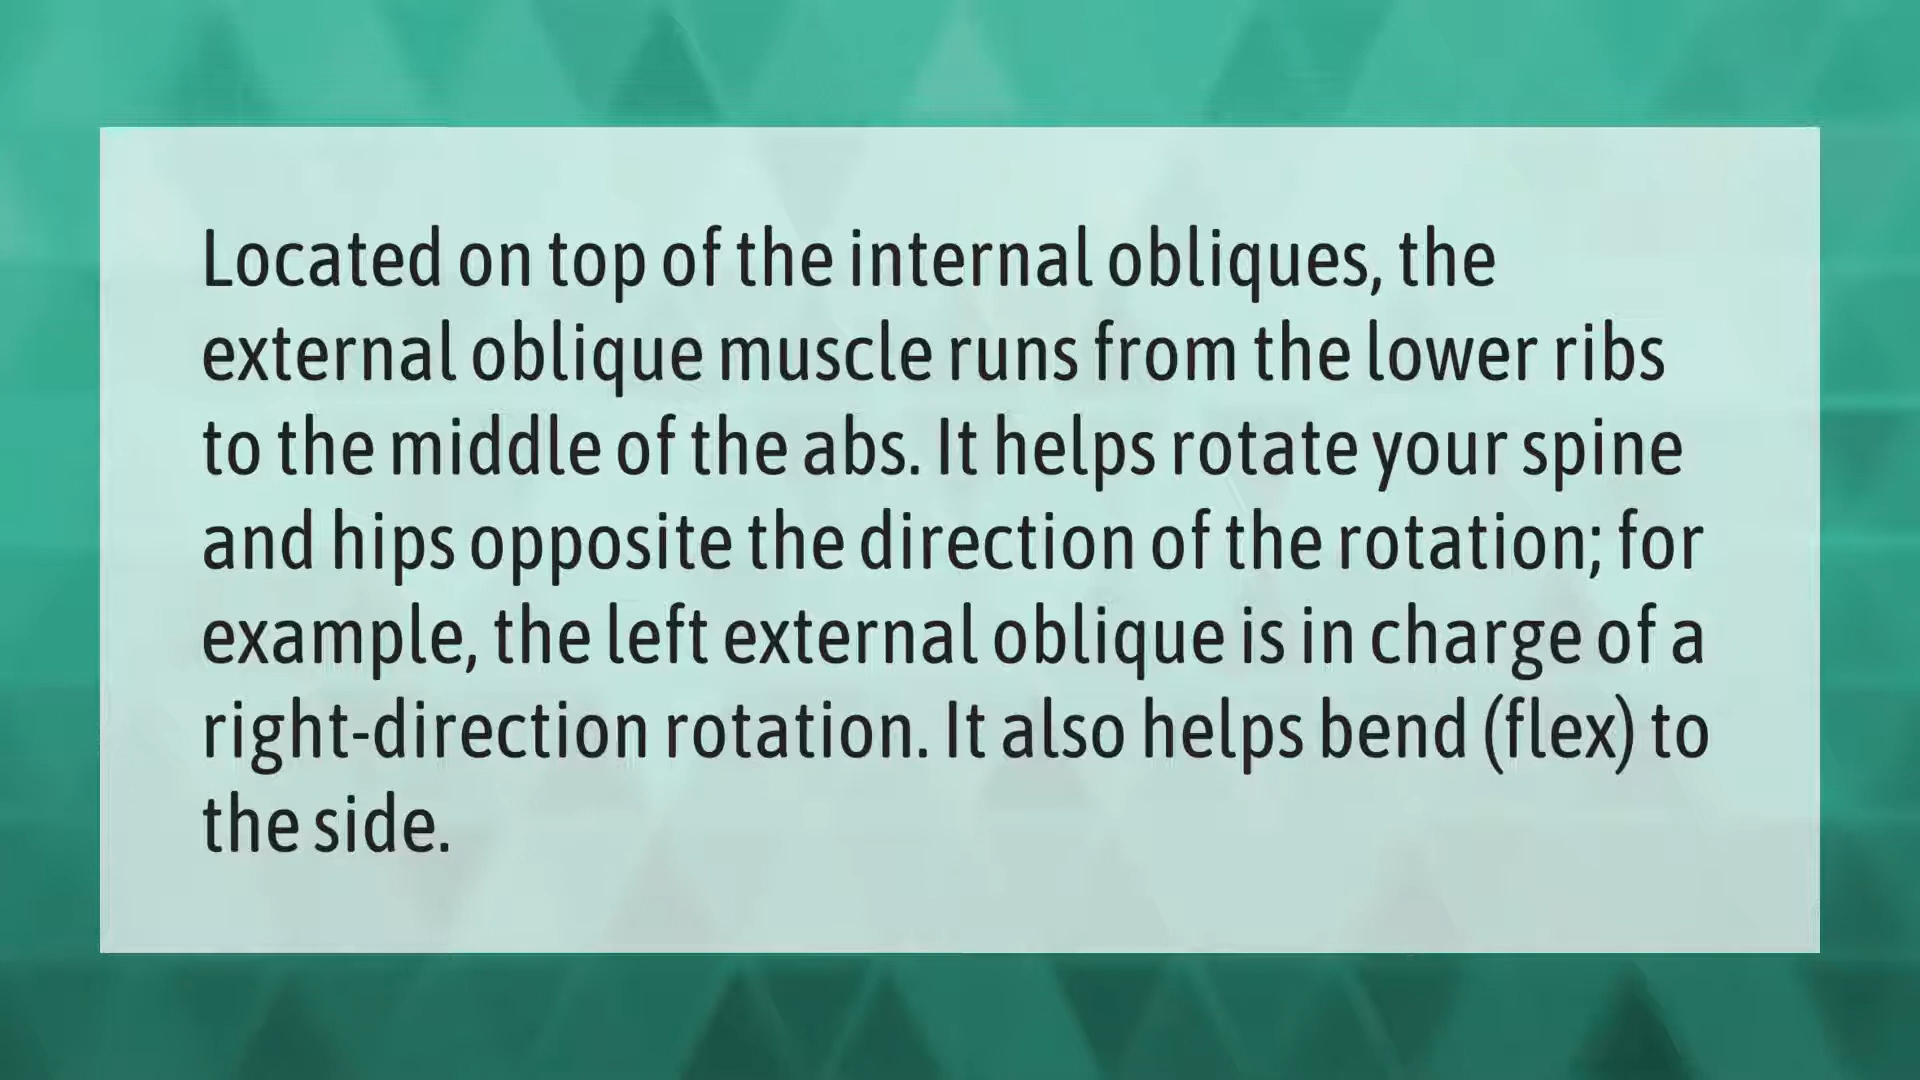 Located on top of the internal obliques, the
external oblique muscle runs from the lower ribs
to the middle of the abs. It helps rotate your spine
and hips opposite the direction of the rotation; for
example, the left external oblique is in charge of a
right-direction rotation. It also helps bend (flex) to
the side.